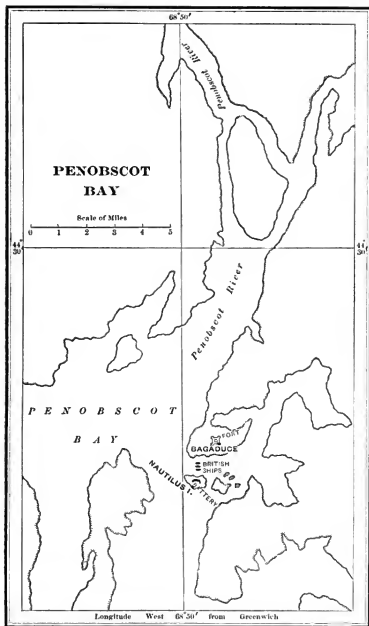 68°50'
Penobscot River
PENOBSCOT
BAY
Scale of Miles
0 1 2 3 4 5
44°
30'
44°
30'
Penobscot River
PENOBSCOT
BAY
FORT
BAGADUCE
BRITISH
SHIPS
NAUTILUS I.
BATTERY
Longitude West 68°50' from Greenwich